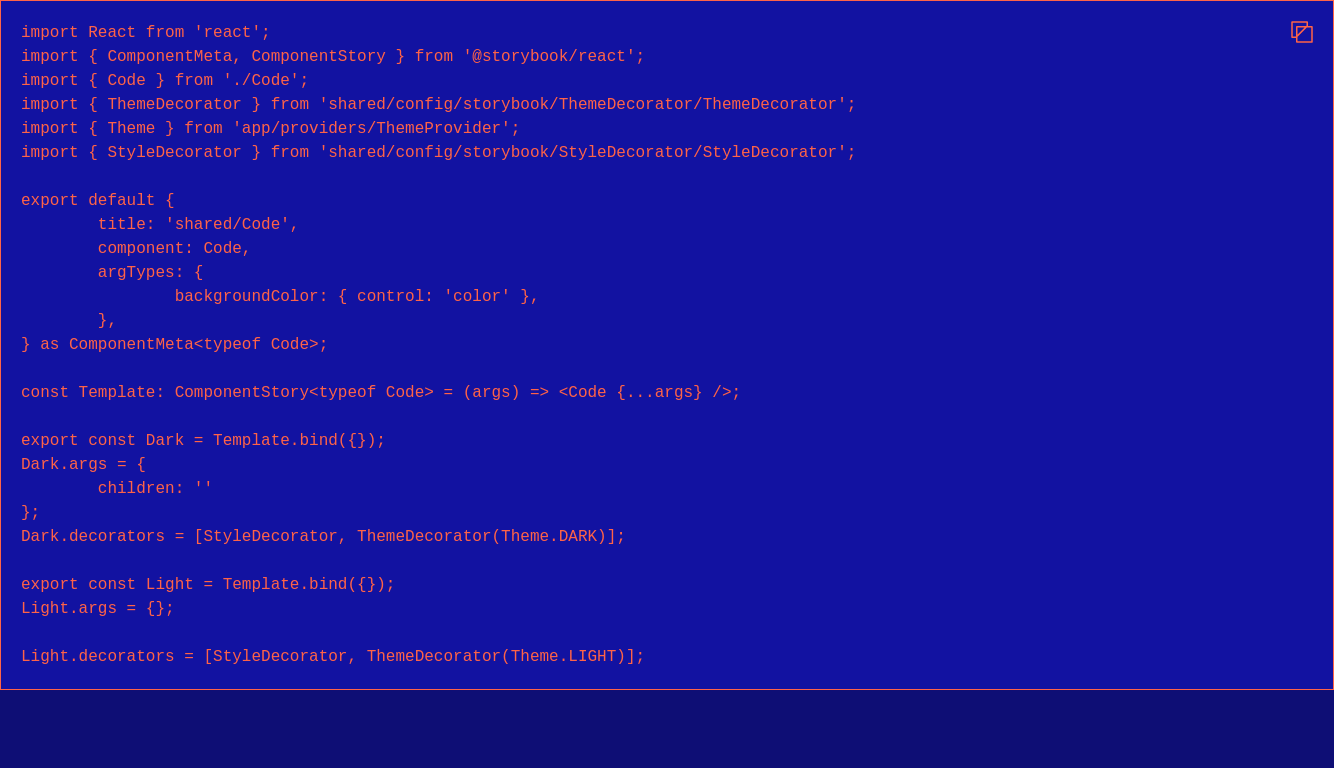 import React from 'react';
import { ComponentMeta, ComponentStory } from '@storybook/react';
import { Code } from './Code';
import { ThemeDecorator } from 'shared/config/storybook/ThemeDecorator/ThemeDecorator';
import { Theme } from 'app/providers/ThemeProvider';
import { StyleDecorator } from 'shared/config/storybook/StyleDecorator/StyleDecorator';

export default {
        title: 'shared/Code',
        component: Code,
        argTypes: {
                backgroundColor: { control: 'color' },
        },
} as ComponentMeta<typeof Code>;

const Template: ComponentStory<typeof Code> = (args) => <Code {...args} />;

export const Dark = Template.bind({});
Dark.args = {
        children: ''
};
Dark.decorators = [StyleDecorator, ThemeDecorator(Theme.DARK)];

export const Light = Template.bind({});
Light.args = {};

Light.decorators = [StyleDecorator, ThemeDecorator(Theme.LIGHT)];